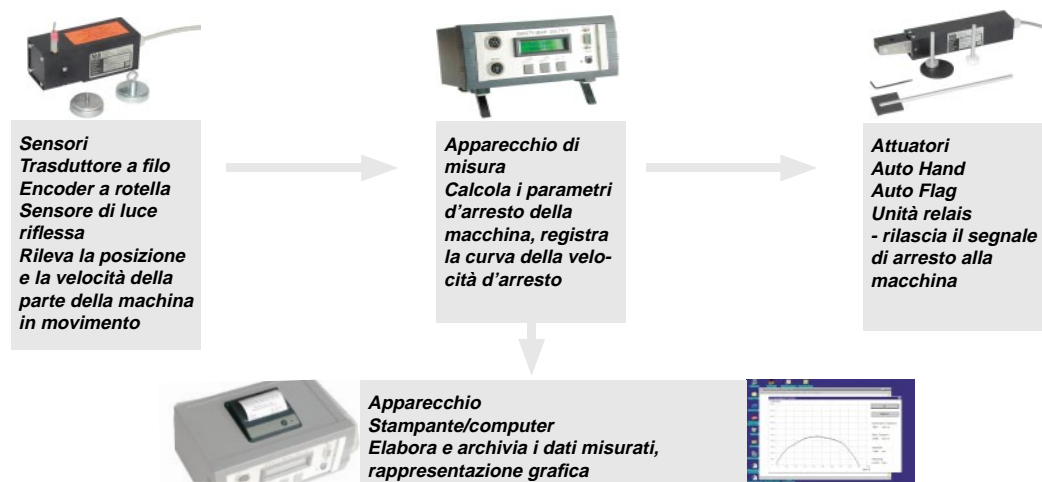 Sensori
Trasduttore a filo
Encoder a rotella
Sensore di luce
riflessa
Rileva la posizione
e la velocità della
parte della machina
in movimento
Apparecchio di
misura
Calcola i parametri
d'arresto della
macchina, registra
la curva della velo-
cità d'arresto
Attuatori
Auto Hand
Auto Flag
Unità relais
- rilascia il segnale
di arresto alla
macchina
Apparecchio
Stampante/computer
Elabora e archivia i dati misurati,
rappresentazione grafica